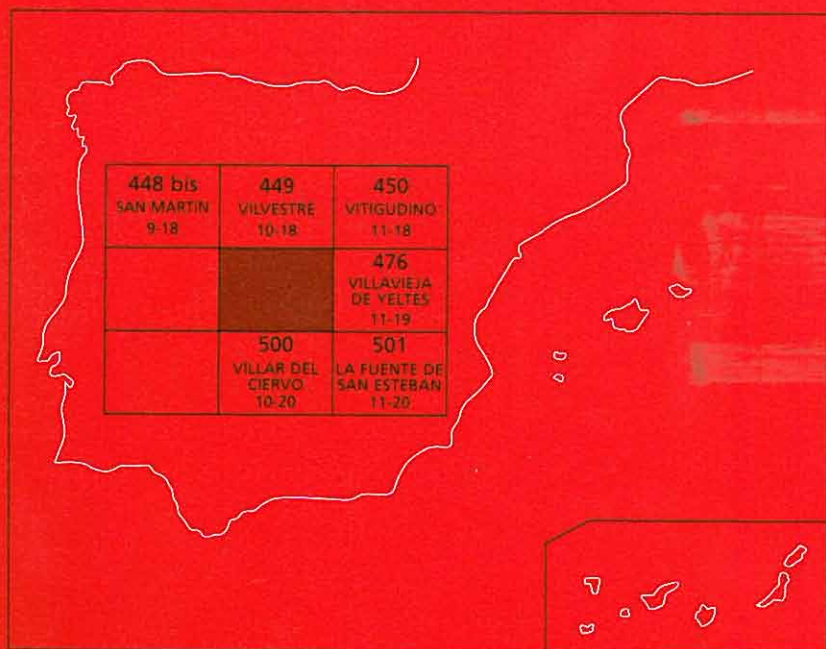 448 bis
SAN MARTIN
9-18
449
VILVESTRE
10-18
450
VITIGUDINO
11-18
476
VILLAVIEJA
DE YELTES
11-19
500
VILLAR DEL
CIERVO
10-20
501
LA FUENTE DE
SAN ESTEBAN
11-20